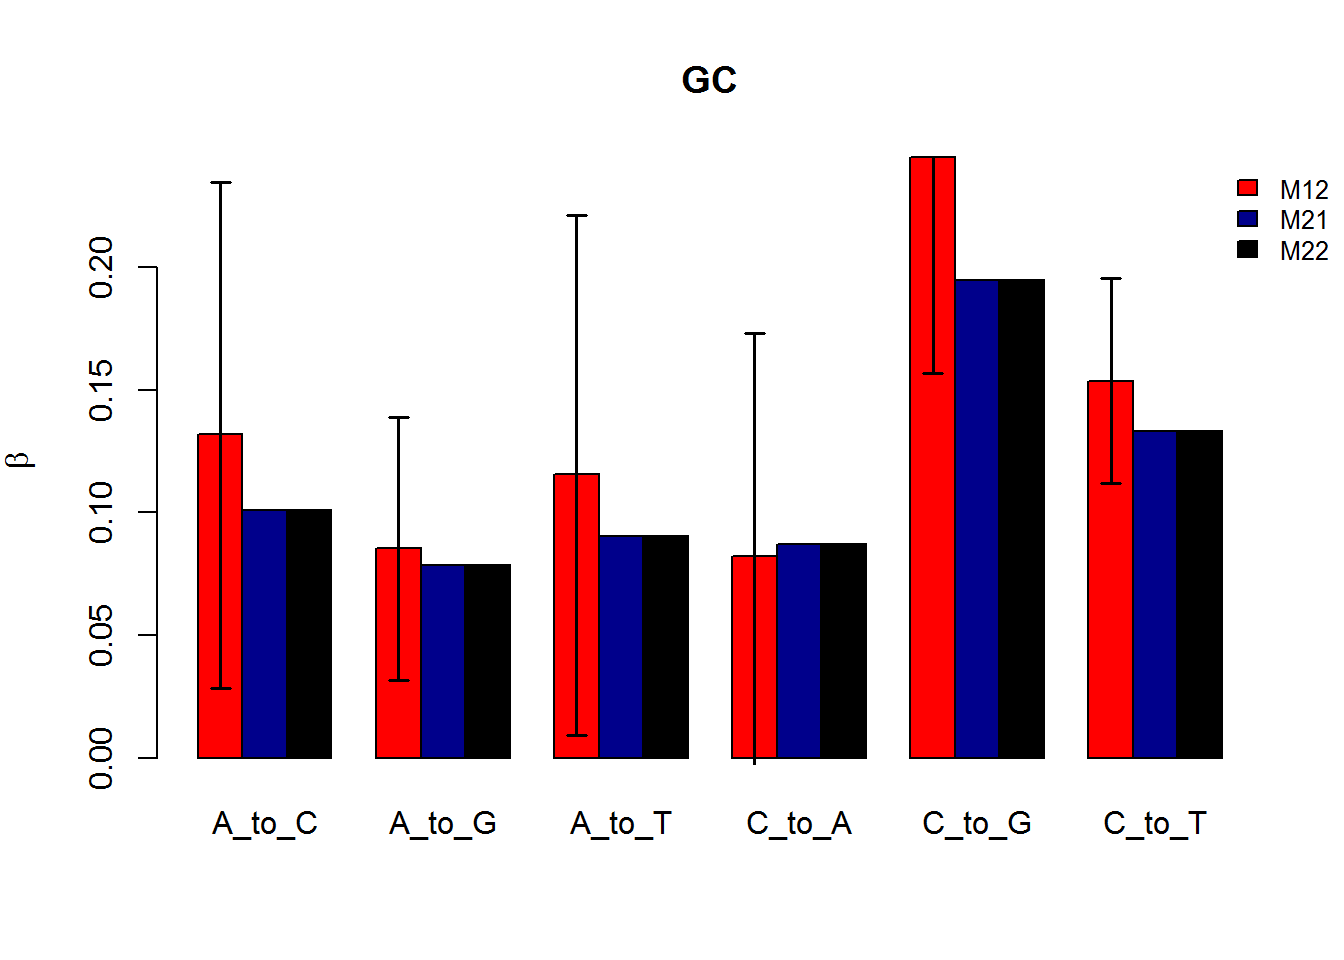 GC
M12
M21
M22
β
0.20
0.15
0.10
0.05
0.00
A_to_C A_to_G A_to_T C_to_A C_to_G C_to_T